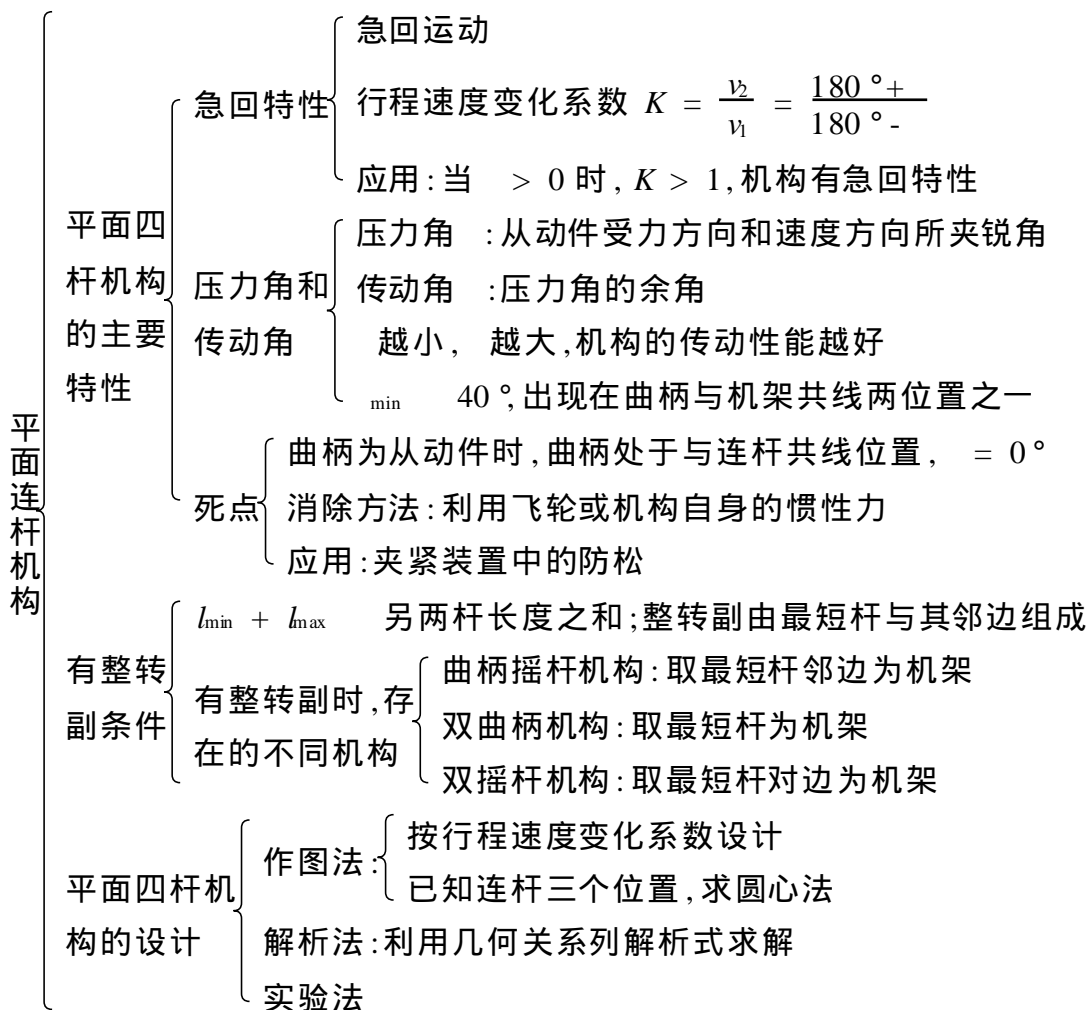 平面连杆机构
平面四
杆机构
的主要
特性
急回特性
急回运动
行程速度变化系数 K = v2/v1 = 180°+/180°-
应用:当 > 0 时, K > 1,机构有急回特性
压力角和
传动角
压力角 :从动件受力方向和速度方向所夹锐角
传动角 :压力角的余角
越小, 越大,机构的传动性能越好
min 40°,出现在曲柄与机架共线两位置之一
死点
曲柄为从动件时,曲柄处于与连杆共线位置, = 0°
消除方法:利用飞轮或机构自身的惯性力
应用:夹紧装置中的防松
有整转
副条件
lmin + lmax 另两杆长度之和;整转副由最短杆与其邻边组成
有整转副时,存
在的不同机构
曲柄摇杆机构:取最短杆邻边为机架
双曲柄机构:取最短杆为机架
双摇杆机构:取最短杆对边为机架
平面四杆机
构的设计
作图法:
按行程速度变化系数设计
已知连杆三个位置,求圆心法
解析法:利用几何关系列解析式求解
实验法